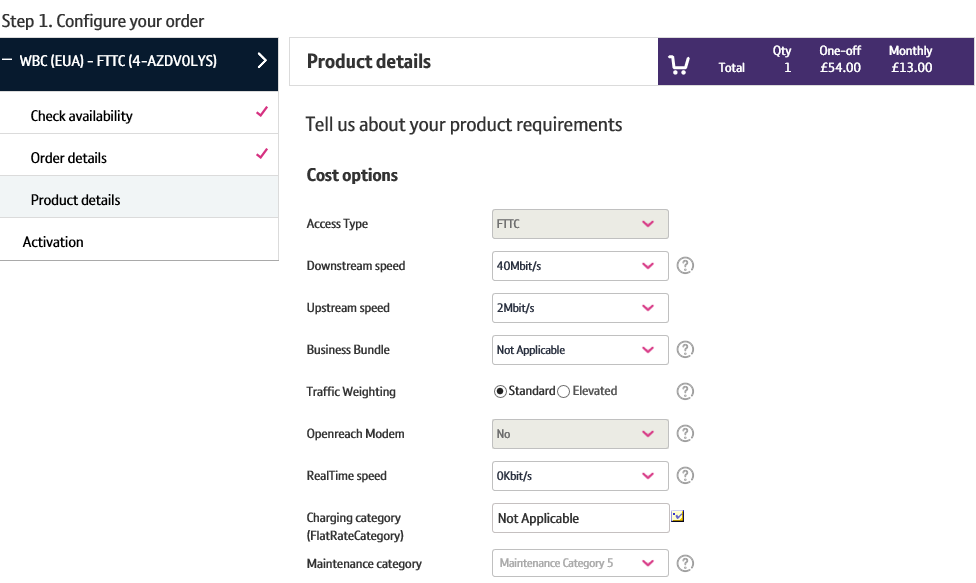 Step 1. Configure your order
WBC (EUA) - FTTC (4-AZDV0LYS)
Check availability
Order details
Product details
Activation
Product details
Qty One-off Monthly
Total 1 £54.00 £13.00
Tell us about your product requirements
Cost options
Access Type FTTC
Downstream speed 40Mbit/s ?
Upstream speed 2Mbit/s
Business Bundle Not Applicable ?
Traffic Weighting Standard Elevated ?
Openreach Modem No ?
RealTime speed 0Kbit/s ?
Charging category Not Applicable
(FlatRateCategory)
Maintenance category Maintenance Category 5 ?